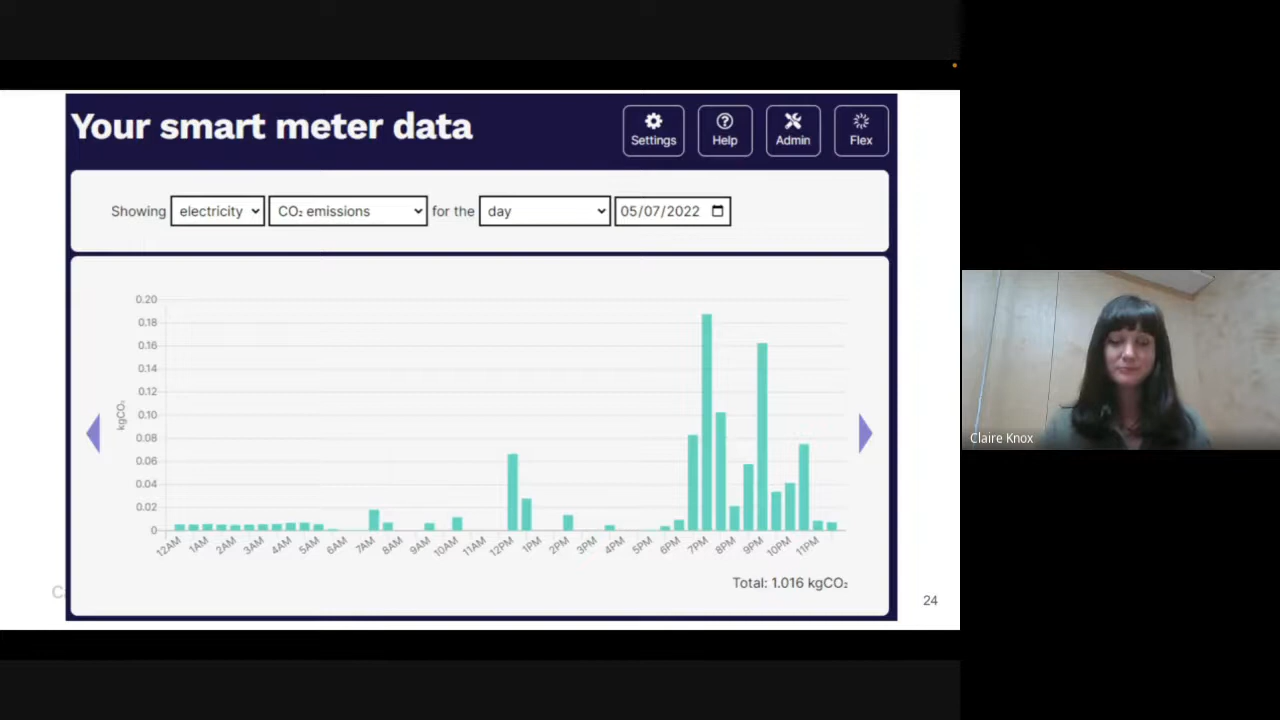 Your smart meter data
Settings
Help
Admin
Flex
Showing electricity CO₂ emissions for the day 05/07/2022
0.20
0.18
0.16
0.14
0.12
0.10
0.08
0.06
0.04
0.02
0
kgCO₂
12AM 1AM 2AM 3AM 4AM 5AM 6AM 7AM 8AM 9AM 10AM 11AM 12PM 1PM 2PM 3PM 4PM 5PM 6PM 7PM 8PM 9PM 10PM 11PM
Total: 1.016 kgCO₂
C
24
Claire Knox